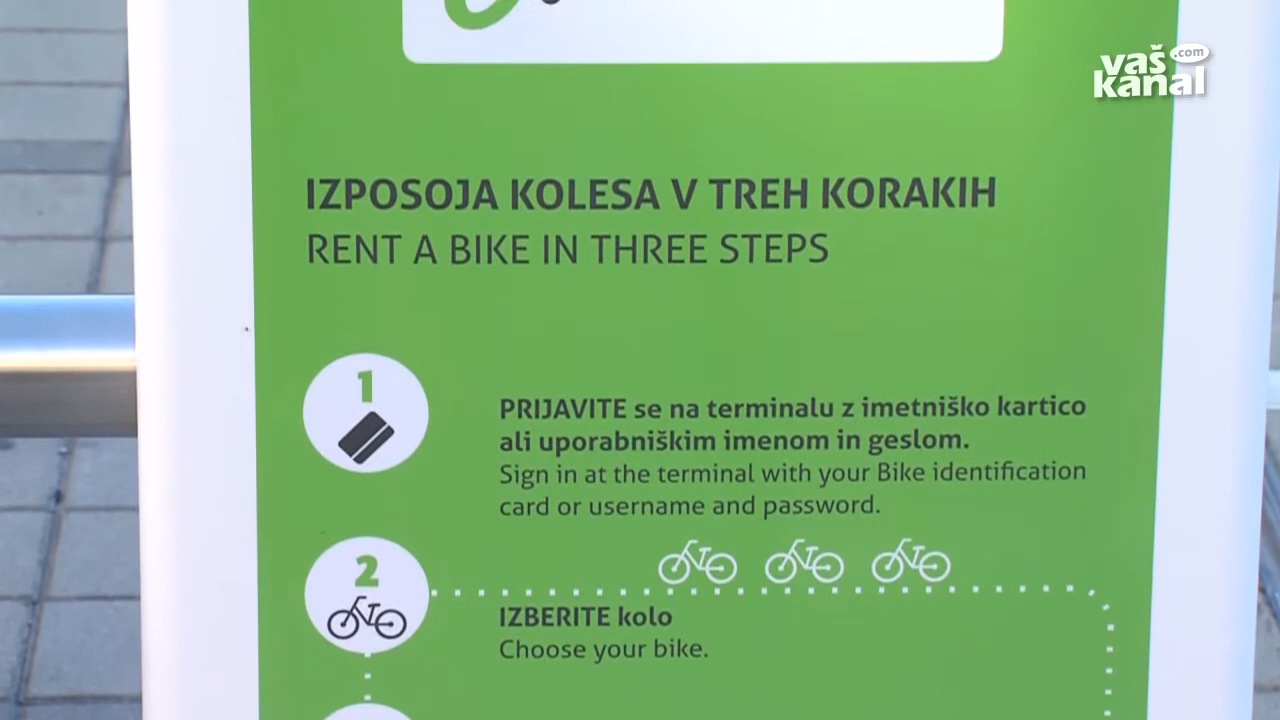 vaš
.com
kanal
IZPOSOJA KOLESA V TREH KORAKIH
RENT A BIKE IN THREE STEPS
1
PRIJAVITE se na terminalu z imetniško kartico
ali uporabniškim imenom in geslom.
Sign in at the terminal with your Bike identification
card or username and password.
2
IZBERITE kolo
Choose your bike.